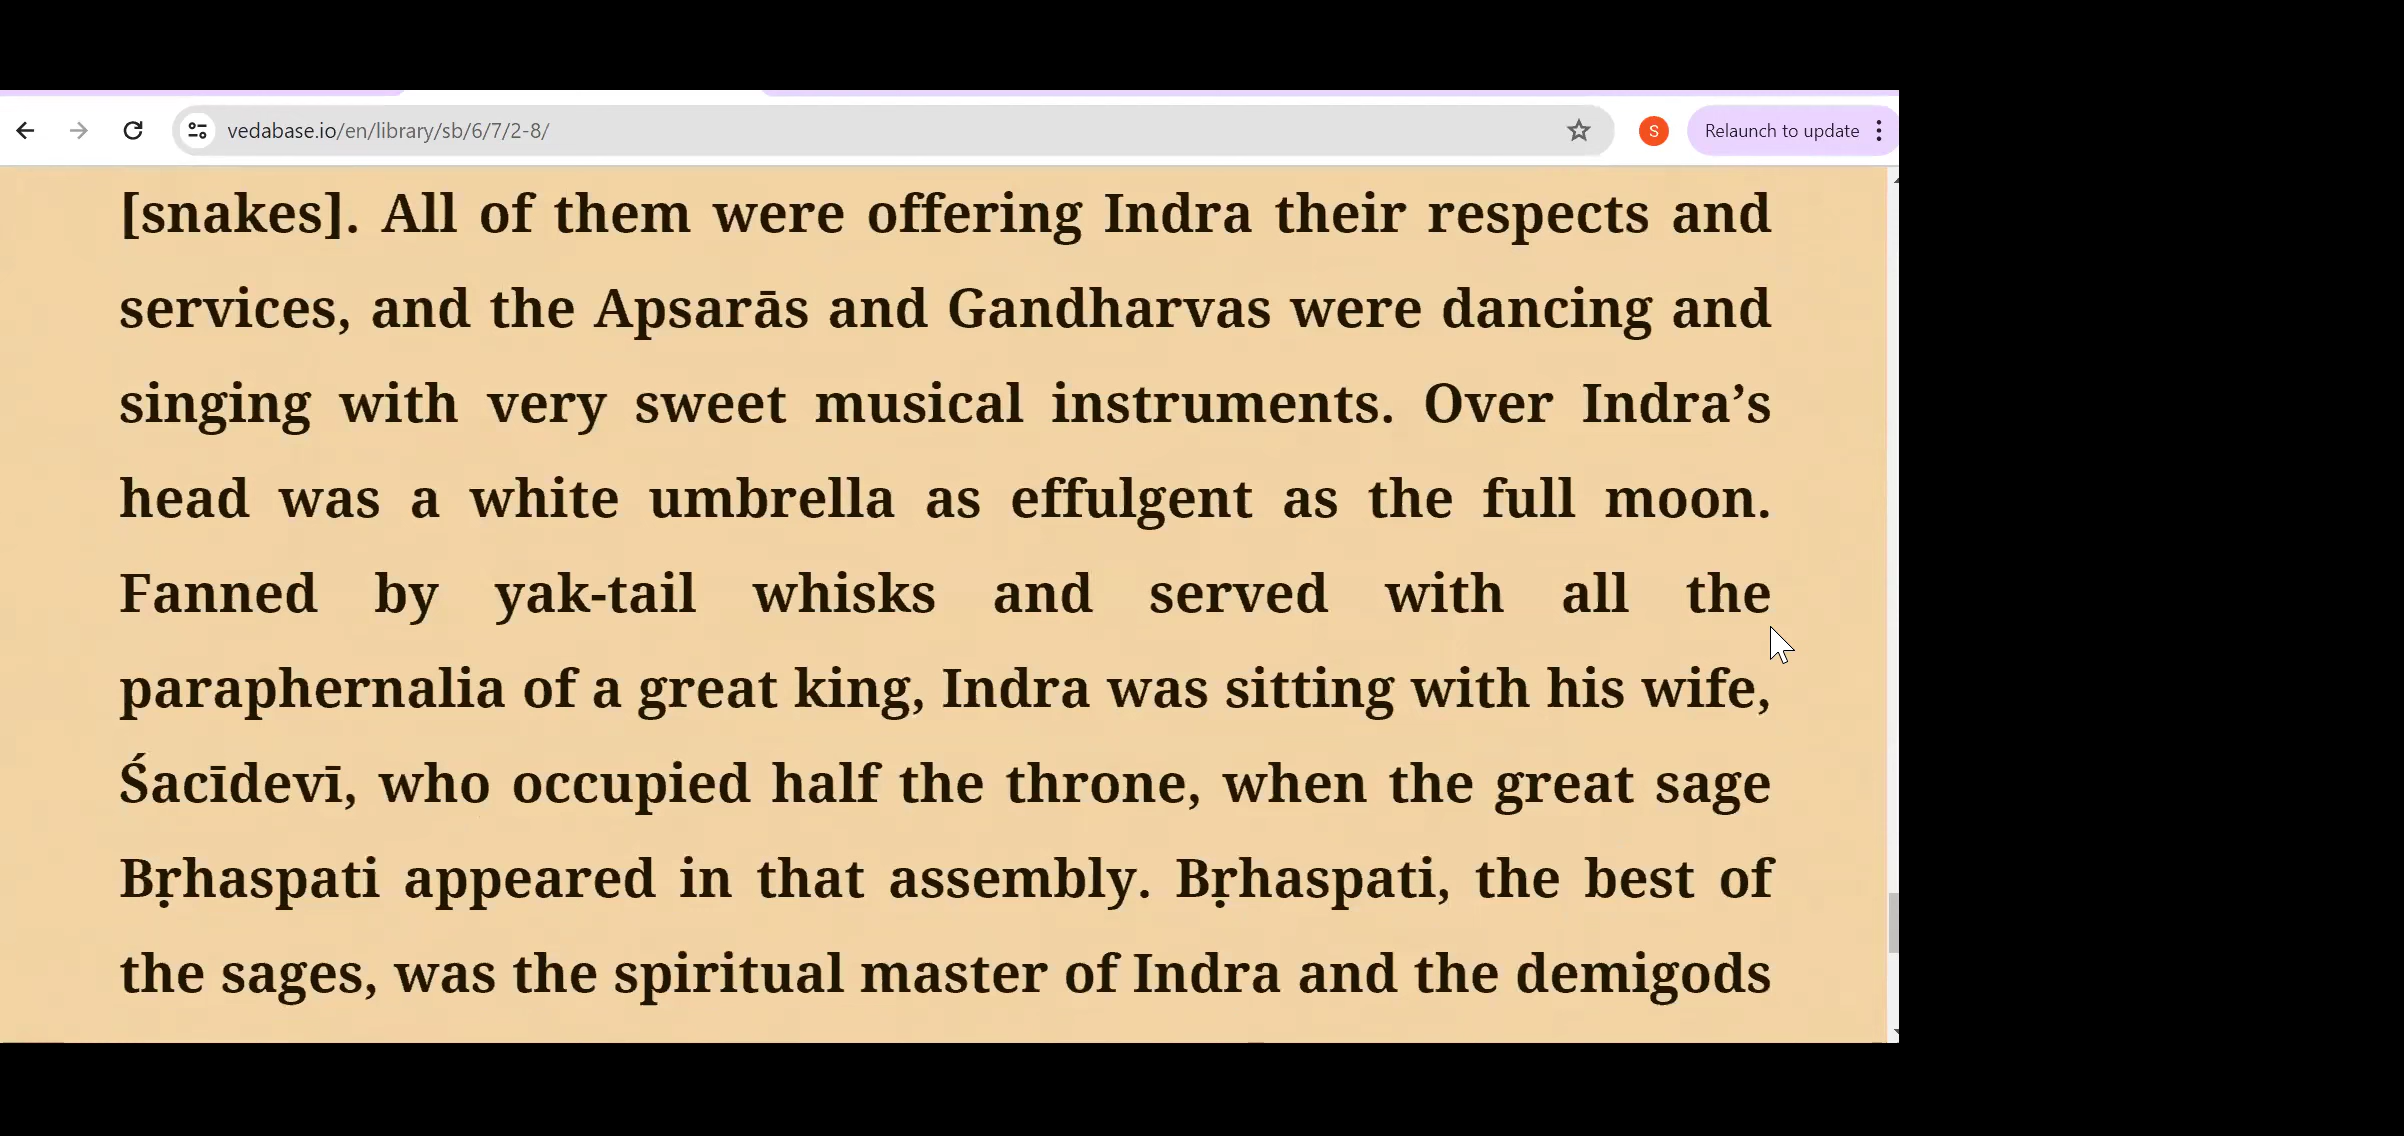 vedabase.io/en/library/sb/6/7/2-8/
S
Relaunch to update
[snakes]. All of them were offering Indra their respects and
services, and the Apsarās and Gandharvas were dancing and
singing with very sweet musical instruments. Over Indra’s
head was a white umbrella as effulgent as the full moon.
Fanned by yak-tail whisks and served with all the
paraphernalia of a great king, Indra was sitting with his wife,
Śacīdevī, who occupied half the throne, when the great sage
Bṛhaspati appeared in that assembly. Bṛhaspati, the best of
the sages, was the spiritual master of Indra and the demigods